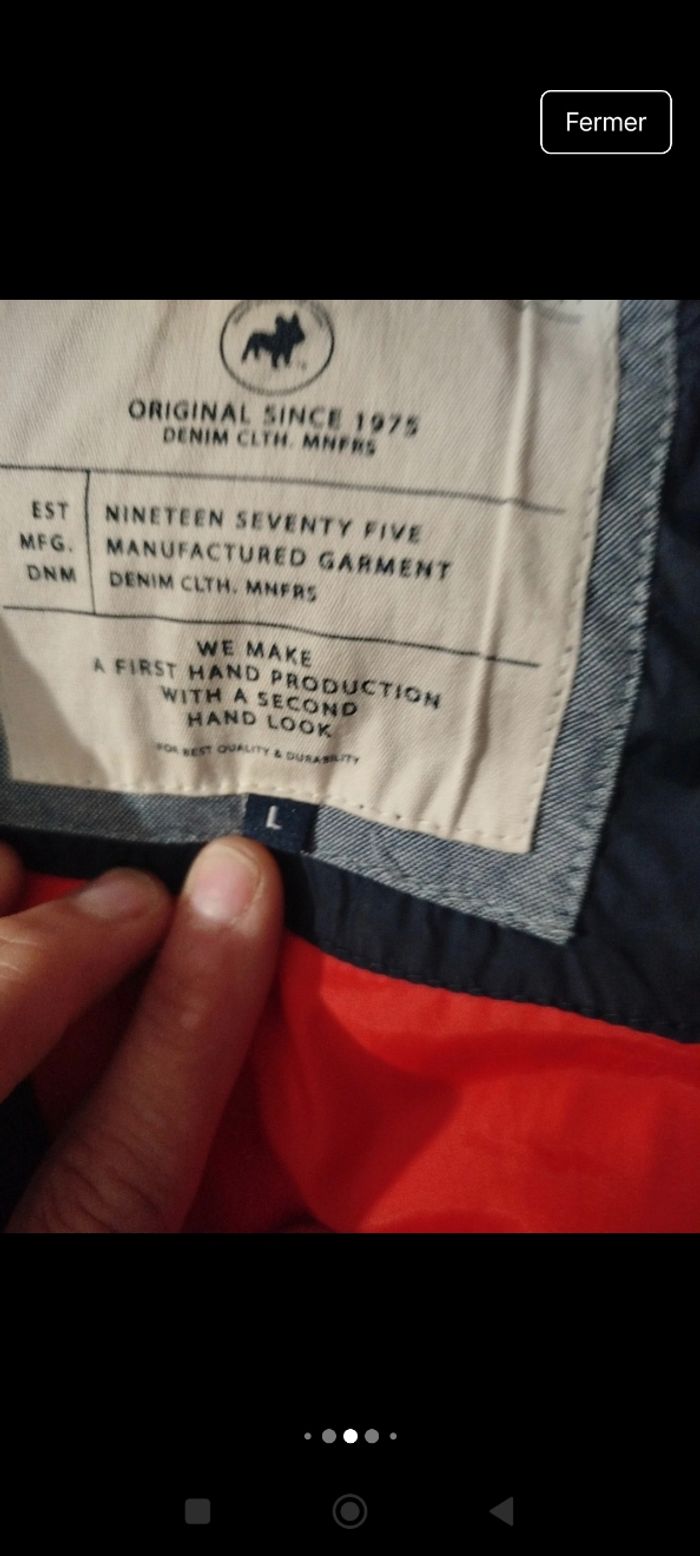 Fermer
ORIGINAL SINCE 1975
DENIM CLTH. MNFRS
EST
MFG.
DNM
NINETEEN SEVENTY FIVE
MANUFACTURED GARMENT
DENIM CLTH. MNFRS
WE MAKE
A FIRST HAND PRODUCTION
WITH A SECOND
HAND LOOK
FOR BEST QUALITY & DURABILITY
L